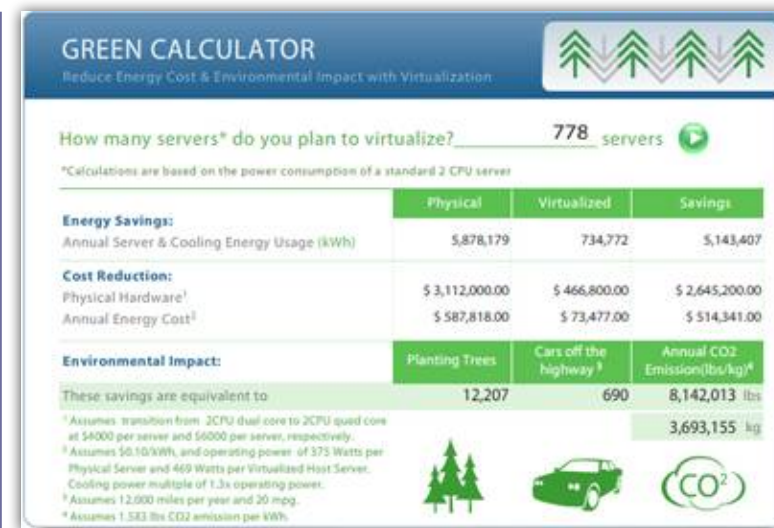 GREEN CALCULATOR
Reduce Energy Cost & Environmental Impact with Virtualization
How many servers* do you plan to virtualize? 778 servers
*Calculations are based on the power consumption of a standard 2 CPU server
Physical Virtualized Savings
Energy Savings:
Annual Server & Cooling Energy Usage (kWh) 5,878,179 734,772 5,143,407
Cost Reduction:
Physical Hardware¹ $ 3,112,000.00 $ 466,800.00 $ 2,645,200.00
Annual Energy Cost² $ 587,818.00 $ 73,477.00 $ 514,341.00
Environmental Impact: Planting Trees Cars off the highway ³ Annual CO2 Emission(lbs/kg)⁴
These savings are equivalent to 12,207 690 8,142,013 lbs
3,693,155 kg
¹ Assumes transition from 2CPU dual core to 2CPU quad core
at $4000 per server and $6000 per server, respectively.
² Assumes $0.10/kWh, and operating power of 375 Watts per
Physical Server and 469 Watts per Virtualized Host Server.
Cooling power multiple of 1.3x operating power.
³ Assumes 12,000 miles per year and 20 mpg.
⁴ Assumes 1.583 lbs CO2 emission per kWh.
CO²